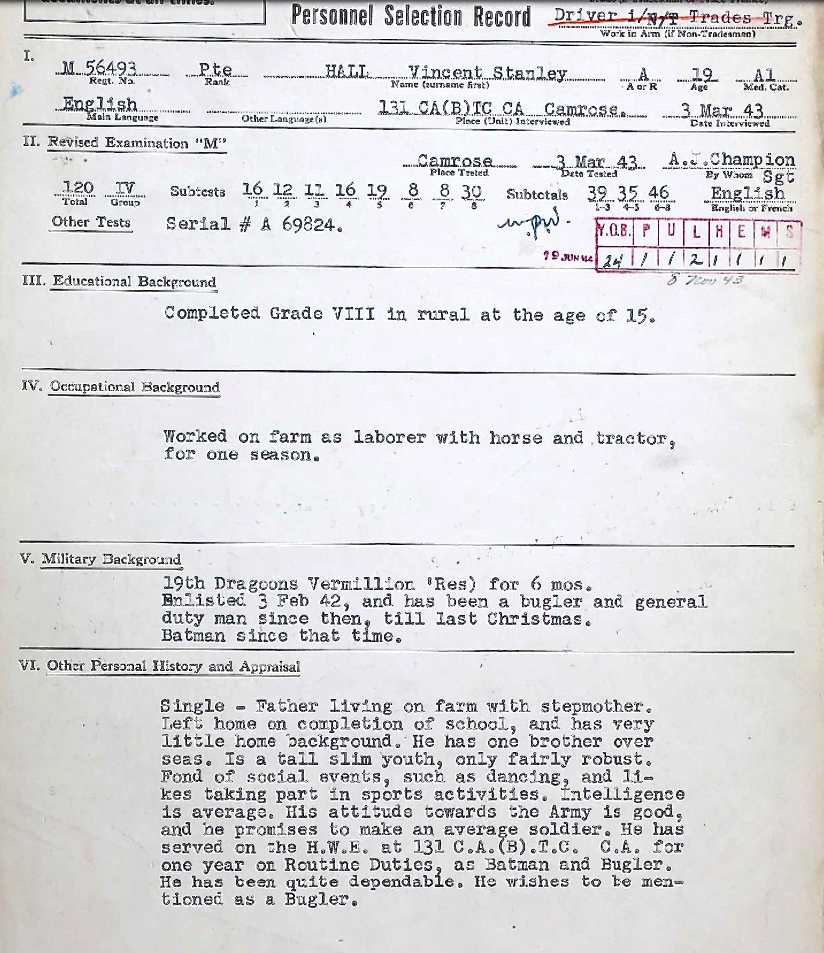 Personnel Selection Record
Driver i/ Trades Trg.
Work in Arm (if Non-Tradesmen)
I.
M 56493 Pte HALL Vincent Stanley A 19 A1
Regt. No. Rank Name (surname first) A or R Age Med. Cat.
English 131 CA(B)TC CA Camrose. 3 Mar 43
Main Language Other Language(s) Place (Unit) Interviewed Date Interviewed
II. Revised Examination "M"
Camrose 3 Mar 43. A.J.Champion
Place Tested Date Tested By Whom Sgt
120 IV Subtests 16 12 11 16 19 8 8 30 Subtotals 39 35 46 English
Total Group 1 2 3 4 5 6 7 8 1-3 4-5 6-8 English or French
Other Tests Serial # A 69824.
Y.O.B. P U L H E M S
19 JUN 44 24 1 1 2 1 1 1 1
8 Nov 43
III. Educational Background
Completed Grade VIII in rural at the age of 15.
IV. Occupational Background
Worked on farm as laborer with horse and tractor,
for one season.
V. Military Background
19th Dragoons Vermillion 'Res) for 6 mos.
Enlisted 3 Feb 42, and has been a bugler and general
duty man since then, till last Christmas.
Batman since that time.
VI. Other Personal History and Appraisal
Single - Father living on farm with stepmother.
Left home on completion of school, and has very
little home background. He has one brother over
seas. Is a tall slim youth, only fairly robust.
Fond of social events, such as dancing, and li-
kes taking part in sports activities. Intelligence
is average. His attitude towards the Army is good,
and he promises to make an average soldier. He has
served on the H.W.E. at 131 C.A.(B).T.C. C.A. for
one year on Routine Duties, as Batman and Bugler.
He has been quite dependable. He wishes to be men-
tioned as a Bugler.